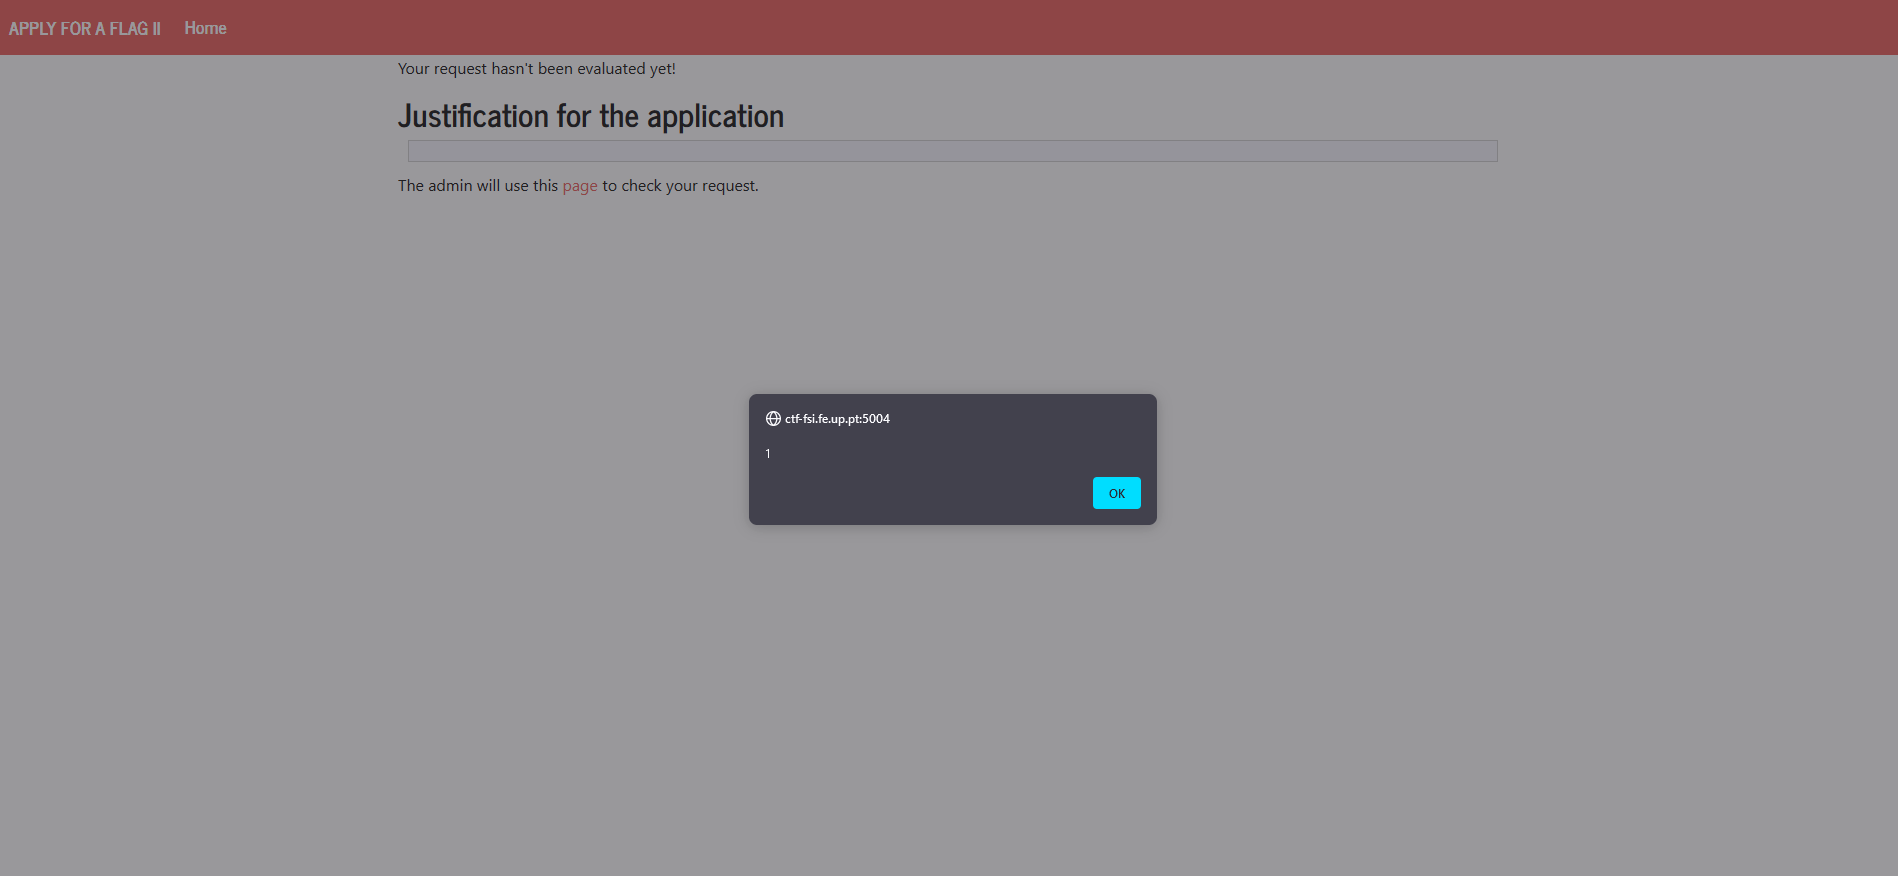 APPLY FOR A FLAG II Home
Your request hasn't been evaluated yet!
Justification for the application
The admin will use this page to check your request.
ctf-fsi.fe.up.pt:5004
1
OK